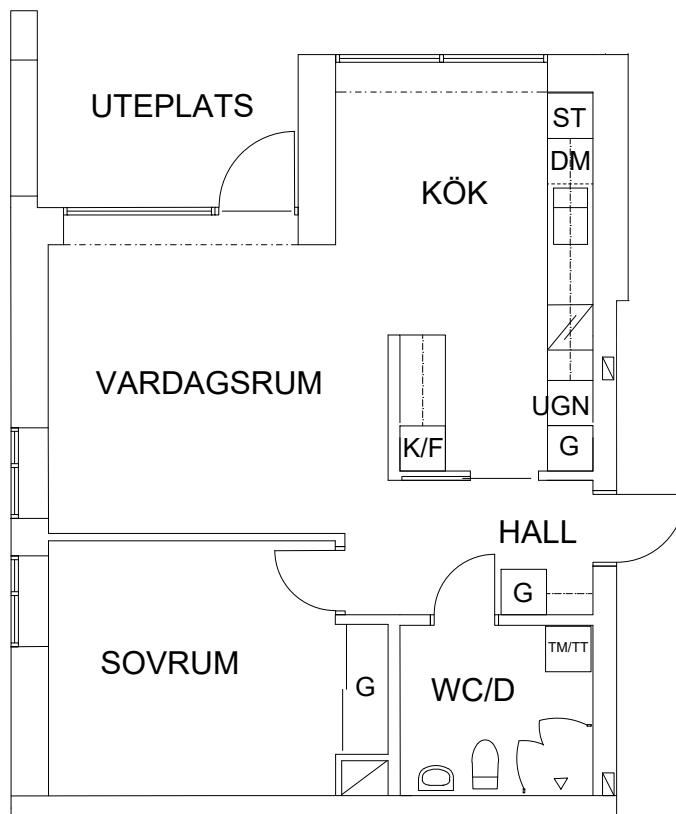 UTEPLATS
ST
DM
KÖK
VARDAGSRUM
UGN
K/F
G
HALL
G
TM/TT
SOVRUM
G
WC/D